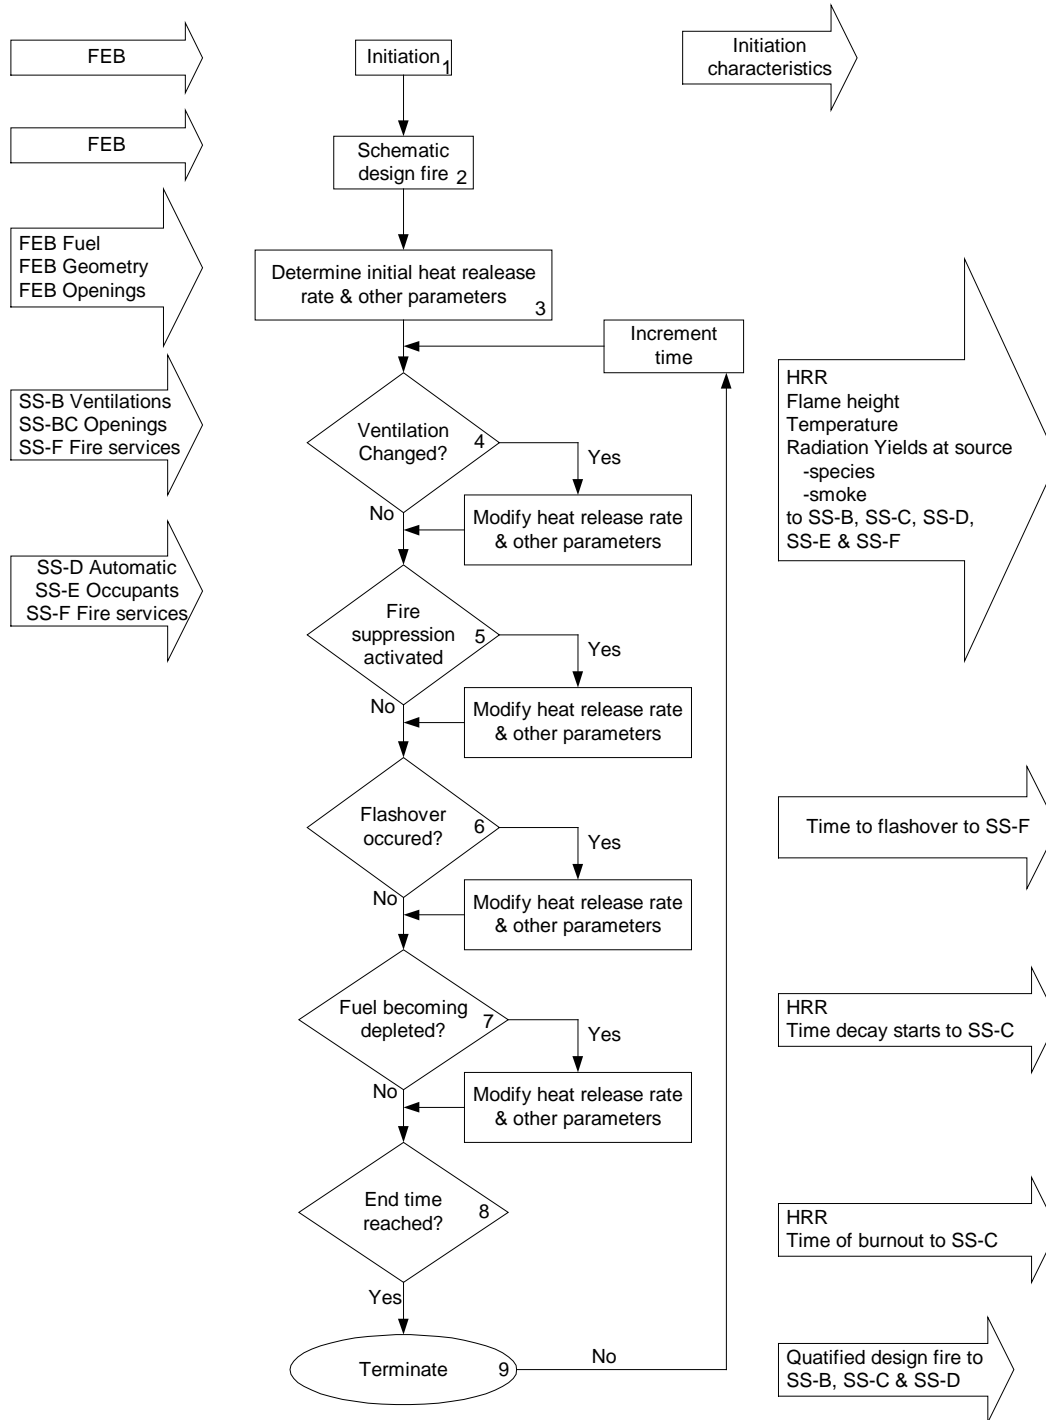 FEB
Initiation
1
Initiation
characteristics
FEB
Schematic
design fire
2
FEB Fuel
FEB Geometry
FEB Openings
Determine initial heat realease
rate & other parameters
3
Increment
time
SS-B Ventilations
SS-BC Openings
SS-F Fire services
Ventilation
Changed?
4
Yes
No
Modify heat release rate
& other parameters
HRR
Flame height
Temperature
Radiation Yields at source
-species
-smoke
to SS-B, SS-C, SS-D,
SS-E & SS-F
SS-D Automatic
SS-E Occupants
SS-F Fire services
Fire
suppression
activated
5
Yes
No
Modify heat release rate
& other parameters
Flashover
occured?
6
Yes
No
Modify heat release rate
& other parameters
Time to flashover to SS-F
Fuel becoming
depleted?
7
Yes
No
Modify heat release rate
& other parameters
HRR
Time decay starts to SS-C
End time
reached?
8
Yes
HRR
Time of burnout to SS-C
Terminate
9
No
Quatified design fire to
SS-B, SS-C & SS-D